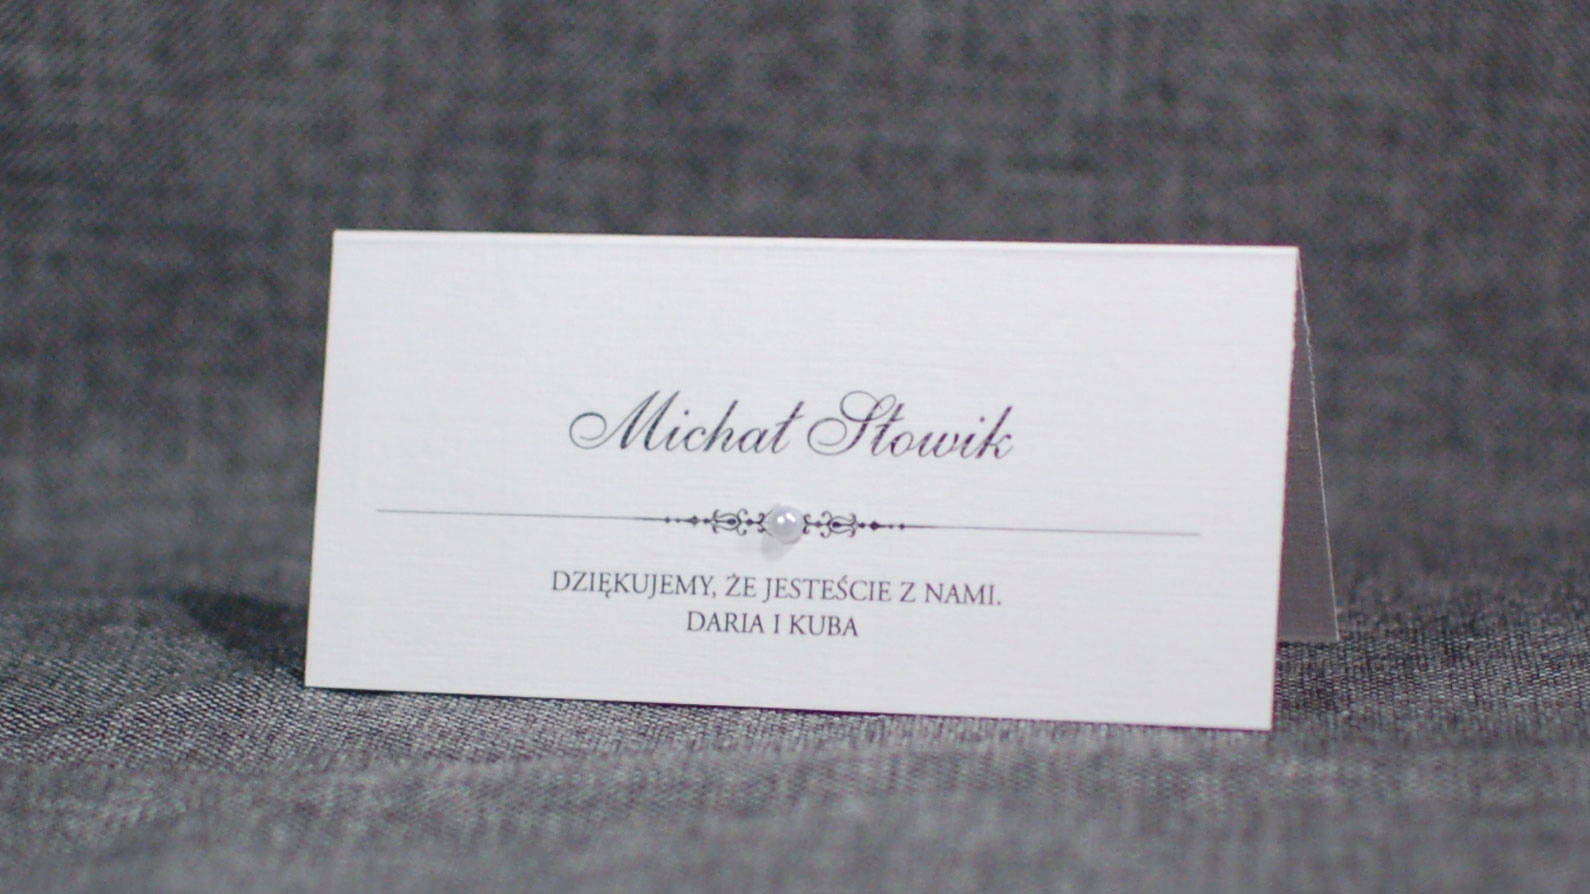 Michał Słowik
DZIĘKUJEMY, ŻE JESTEŚCIE Z NAMI.
DARIA I KUBA